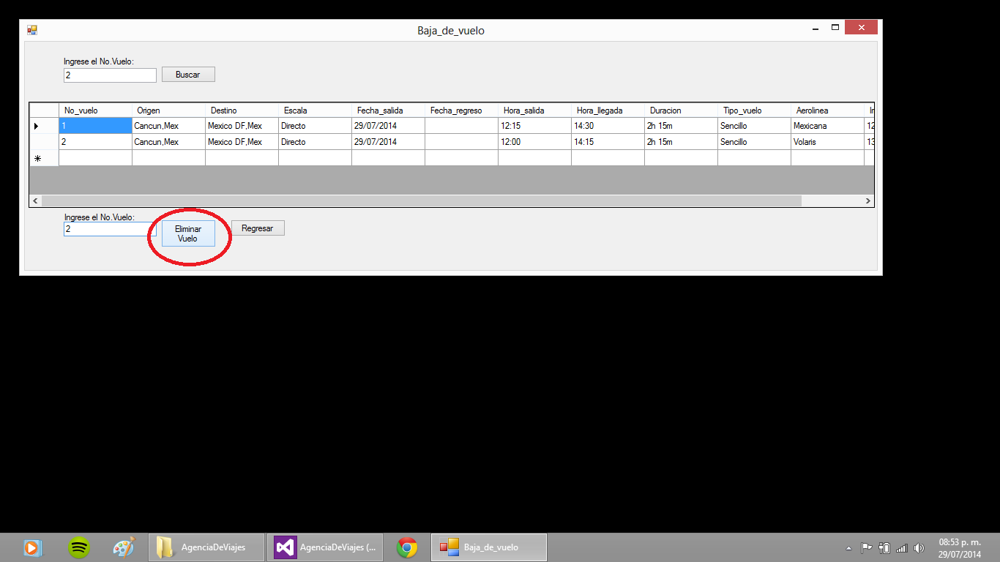 Baja_de_vuelo
Ingrese el No.Vuelo:
2
Buscar
No_vuelo Origen Destino Escala Fecha_salida Fecha_regreso Hora_salida Hora_llegada Duracion Tipo_vuelo Aerolinea
1 Cancun,Mex Mexico DF,Mex Directo 29/07/2014 12:15 14:30 2h 15m Sencillo Mexicana 12
2 Cancun,Mex Mexico DF,Mex Directo 29/07/2014 12:00 14:15 2h 15m Sencillo Volaris 13
Ingrese el No.Vuelo:
2
Eliminar
Vuelo
Regresar
AgenciaDeViajes
AgenciaDeViajes (...
Baja_de_vuelo
08:53 p. m.
29/07/2014